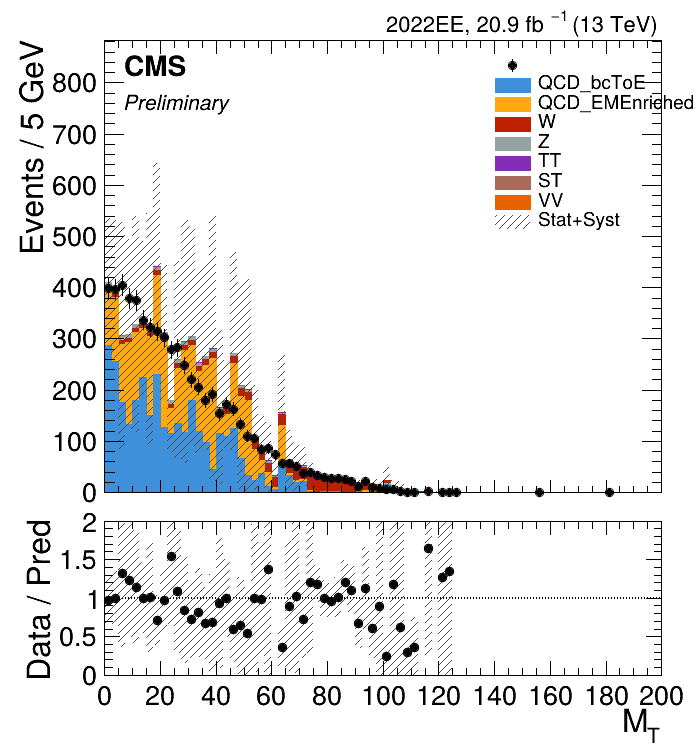 2022EE, 20.9 fb⁻¹ (13 TeV)
CMS
Preliminary
QCD_bcToE
QCD_EMEnriehed
W
Z
TT
ST
VV
Stat+Syst
Events / 5 GeV
800
700
600
500
400
300
200
100
0
Data / Pred
2
1.5
1
0.5
0
0 20 40 60 80 100 120 140 160 180 200
M_T